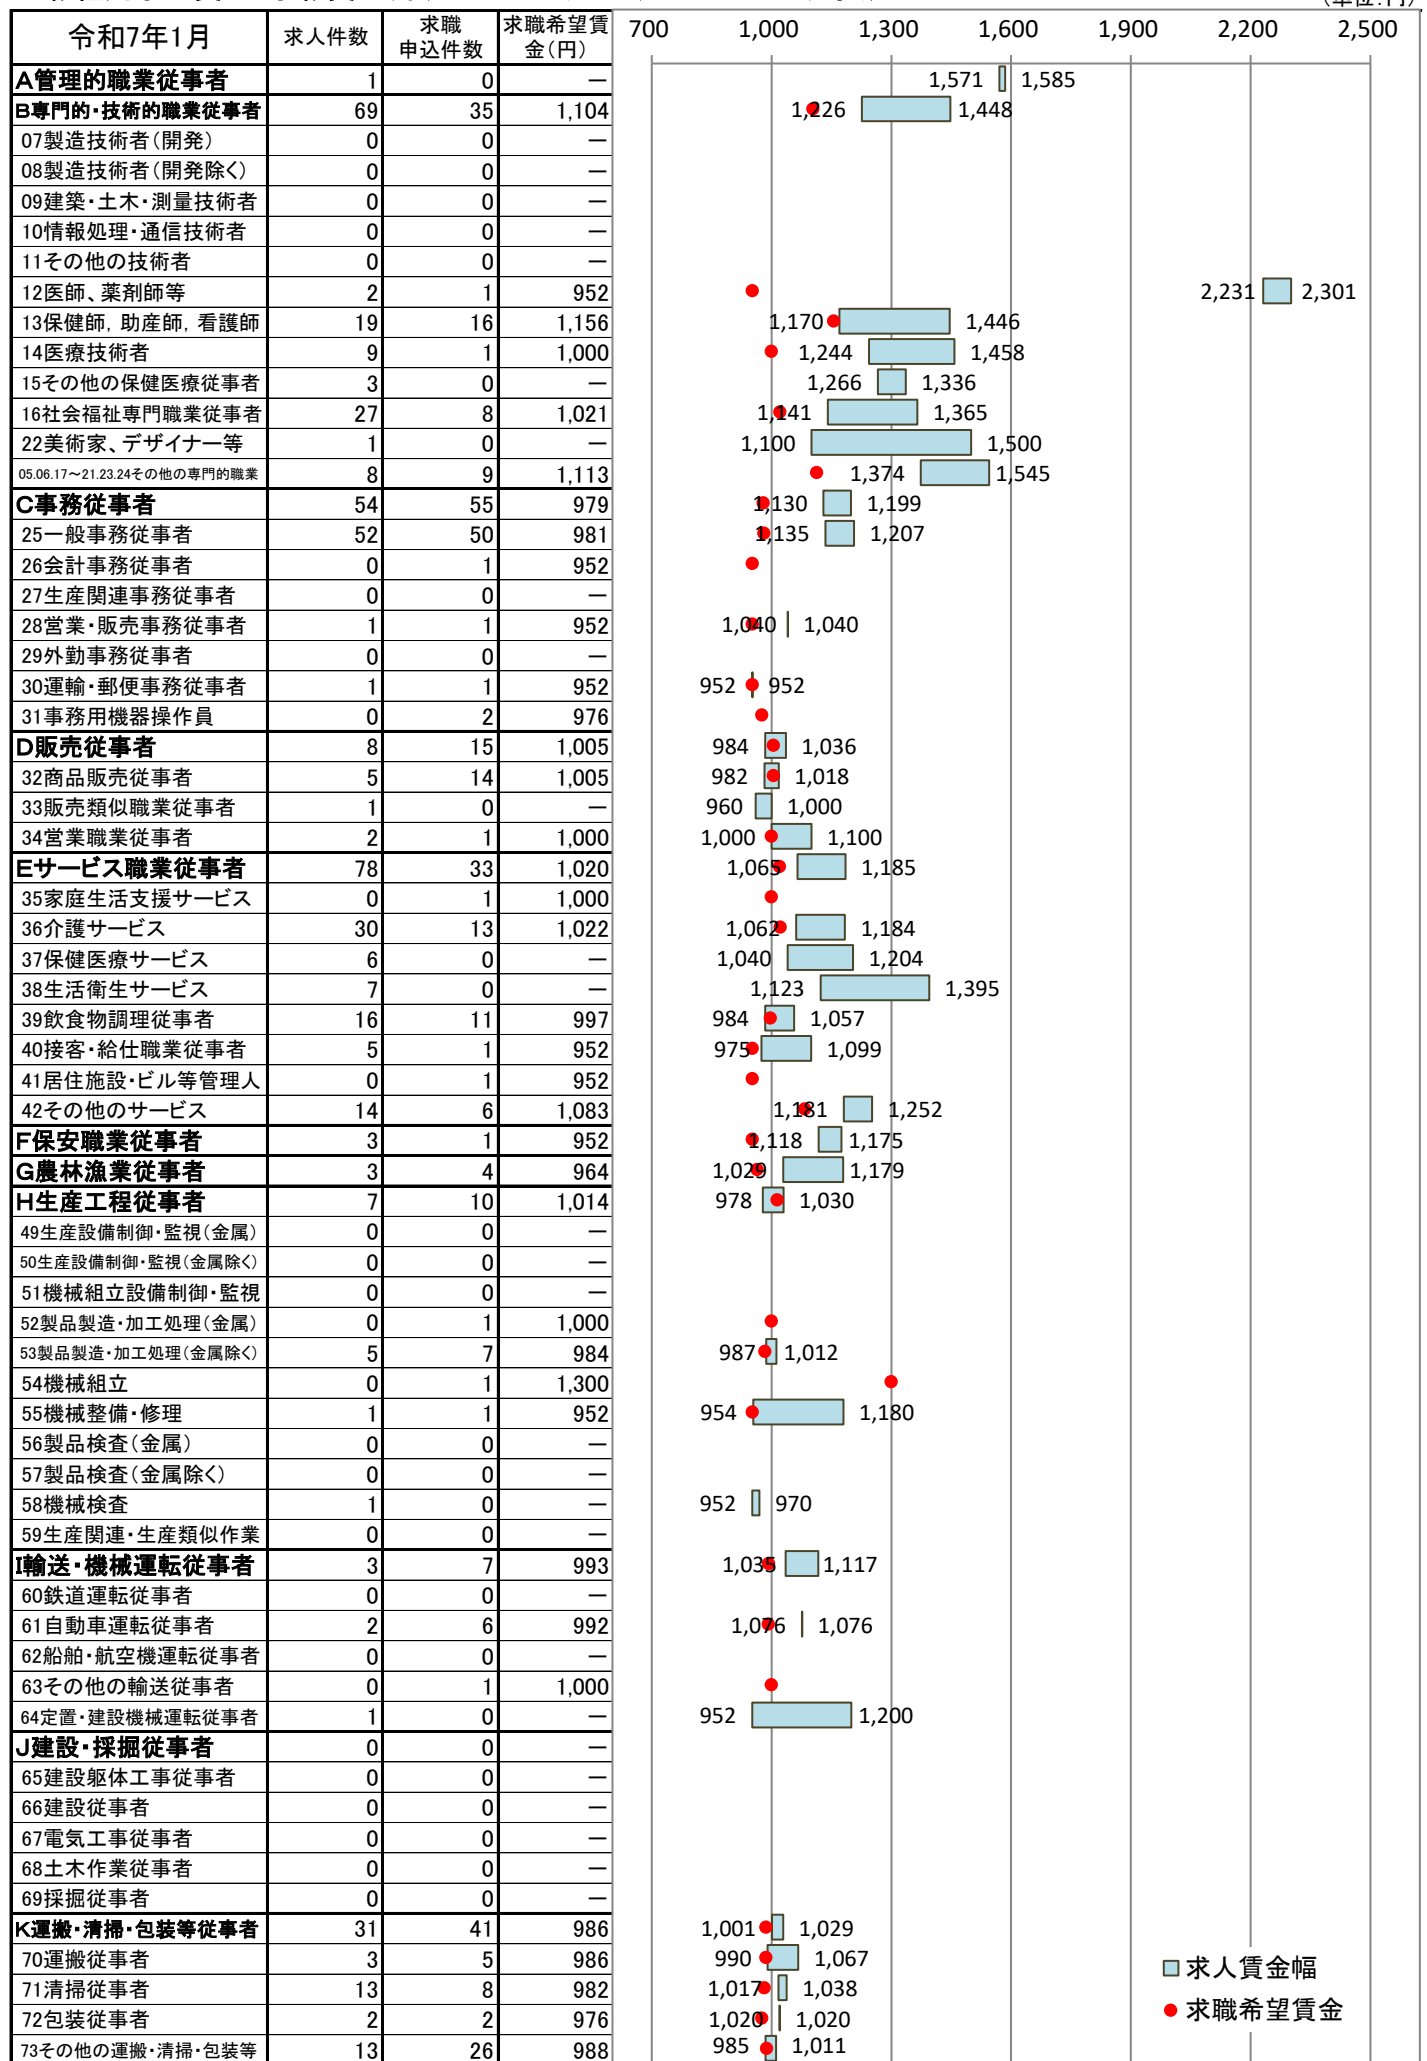 (単位:円)
令和7年1月 求人件数 求職申込件数 求職希望賃金(円) 700 1,000 1,300 1,600 1,900 2,200 2,500
A管理的職業従事者 1 0 ― 1,571 1,585
B専門的・技術的職業従事者 69 35 1,104 1,226 1,448
07製造技術者(開発) 0 0 ―
08製造技術者(開発除く) 0 0 ―
09建築・土木・測量技術者 0 0 ―
10情報処理・通信技術者 0 0 ―
11その他の技術者 0 0 ―
12医師、薬剤師等 2 1 952 2,231 2,301
13保健師, 助産師, 看護師 19 16 1,156 1,170 1,446
14医療技術者 9 1 1,000 1,244 1,458
15その他の保健医療従事者 3 0 ― 1,266 1,336
16社会福祉専門職業従事者 27 8 1,021 1,141 1,365
22美術家、デザイナー等 1 0 ― 1,100 1,500
05.06.17～21.23.24その他の専門的職業 8 9 1,113 1,374 1,545
C事務従事者 54 55 979 1,130 1,199
25一般事務従事者 52 50 981 1,135 1,207
26会計事務従事者 0 1 952
27生産関連事務従事者 0 0 ―
28営業・販売事務従事者 1 1 952 1,040 1,040
29外勤事務従事者 0 0 ―
30運輸・郵便事務従事者 1 1 952 952 952
31事務用機器操作員 0 2 976
D販売従事者 8 15 1,005 984 1,036
32商品販売従事者 5 14 1,005 982 1,018
33販売類似職業従事者 1 0 ― 960 1,000
34営業職業従事者 2 1 1,000 1,000 1,100
Eサービス職業従事者 78 33 1,020 1,065 1,185
35家庭生活支援サービス 0 1 1,000
36介護サービス 30 13 1,022 1,062 1,184
37保健医療サービス 6 0 ― 1,040 1,204
38生活衛生サービス 7 0 ― 1,123 1,395
39飲食物調理従事者 16 11 997 984 1,057
40接客・給仕職業従事者 5 1 952 975 1,099
41居住施設・ビル等管理人 0 1 952
42その他のサービス 14 6 1,083 1,181 1,252
F保安職業従事者 3 1 952 1,118 1,175
G農林漁業従事者 3 4 964 1,029 1,179
H生産工程従事者 7 10 1,014 978 1,030
49生産設備制御・監視(金属) 0 0 ―
50生産設備制御・監視(金属除く) 0 0 ―
51機械組立設備制御・監視 0 0 ―
52製品製造・加工処理(金属) 0 1 1,000
53製品製造・加工処理(金属除く) 5 7 984 987 1,012
54機械組立 0 1 1,300
55機械整備・修理 1 1 952 954 1,180
56製品検査(金属) 0 0 ―
57製品検査(金属除く) 0 0 ―
58機械検査 1 0 ― 952 970
59生産関連・生産類似作業 0 0 ―
I輸送・機械運転従事者 3 7 993 1,035 1,117
60鉄道運転従事者 0 0 ―
61自動車運転従事者 2 6 992 1,076 1,076
62船舶・航空機運転従事者 0 0 ―
63その他の輸送従事者 0 1 1,000
64定置・建設機械運転従事者 1 0 ― 952 1,200
J建設・採掘従事者 0 0 ―
65建設躯体工事従事者 0 0 ―
66建設従事者 0 0 ―
67電気工事従事者 0 0 ―
68土木作業従事者 0 0 ―
69採掘従事者 0 0 ―
K運搬・清掃・包装等従事者 31 41 986 1,001 1,029
70運搬従事者 3 5 986 990 1,067
求人賃金幅
71清掃従事者 13 8 982 1,017 1,038
求職希望賃金
72包装従事者 2 2 976 1,020 1,020
73その他の運搬・清掃・包装等 13 26 988 985 1,011